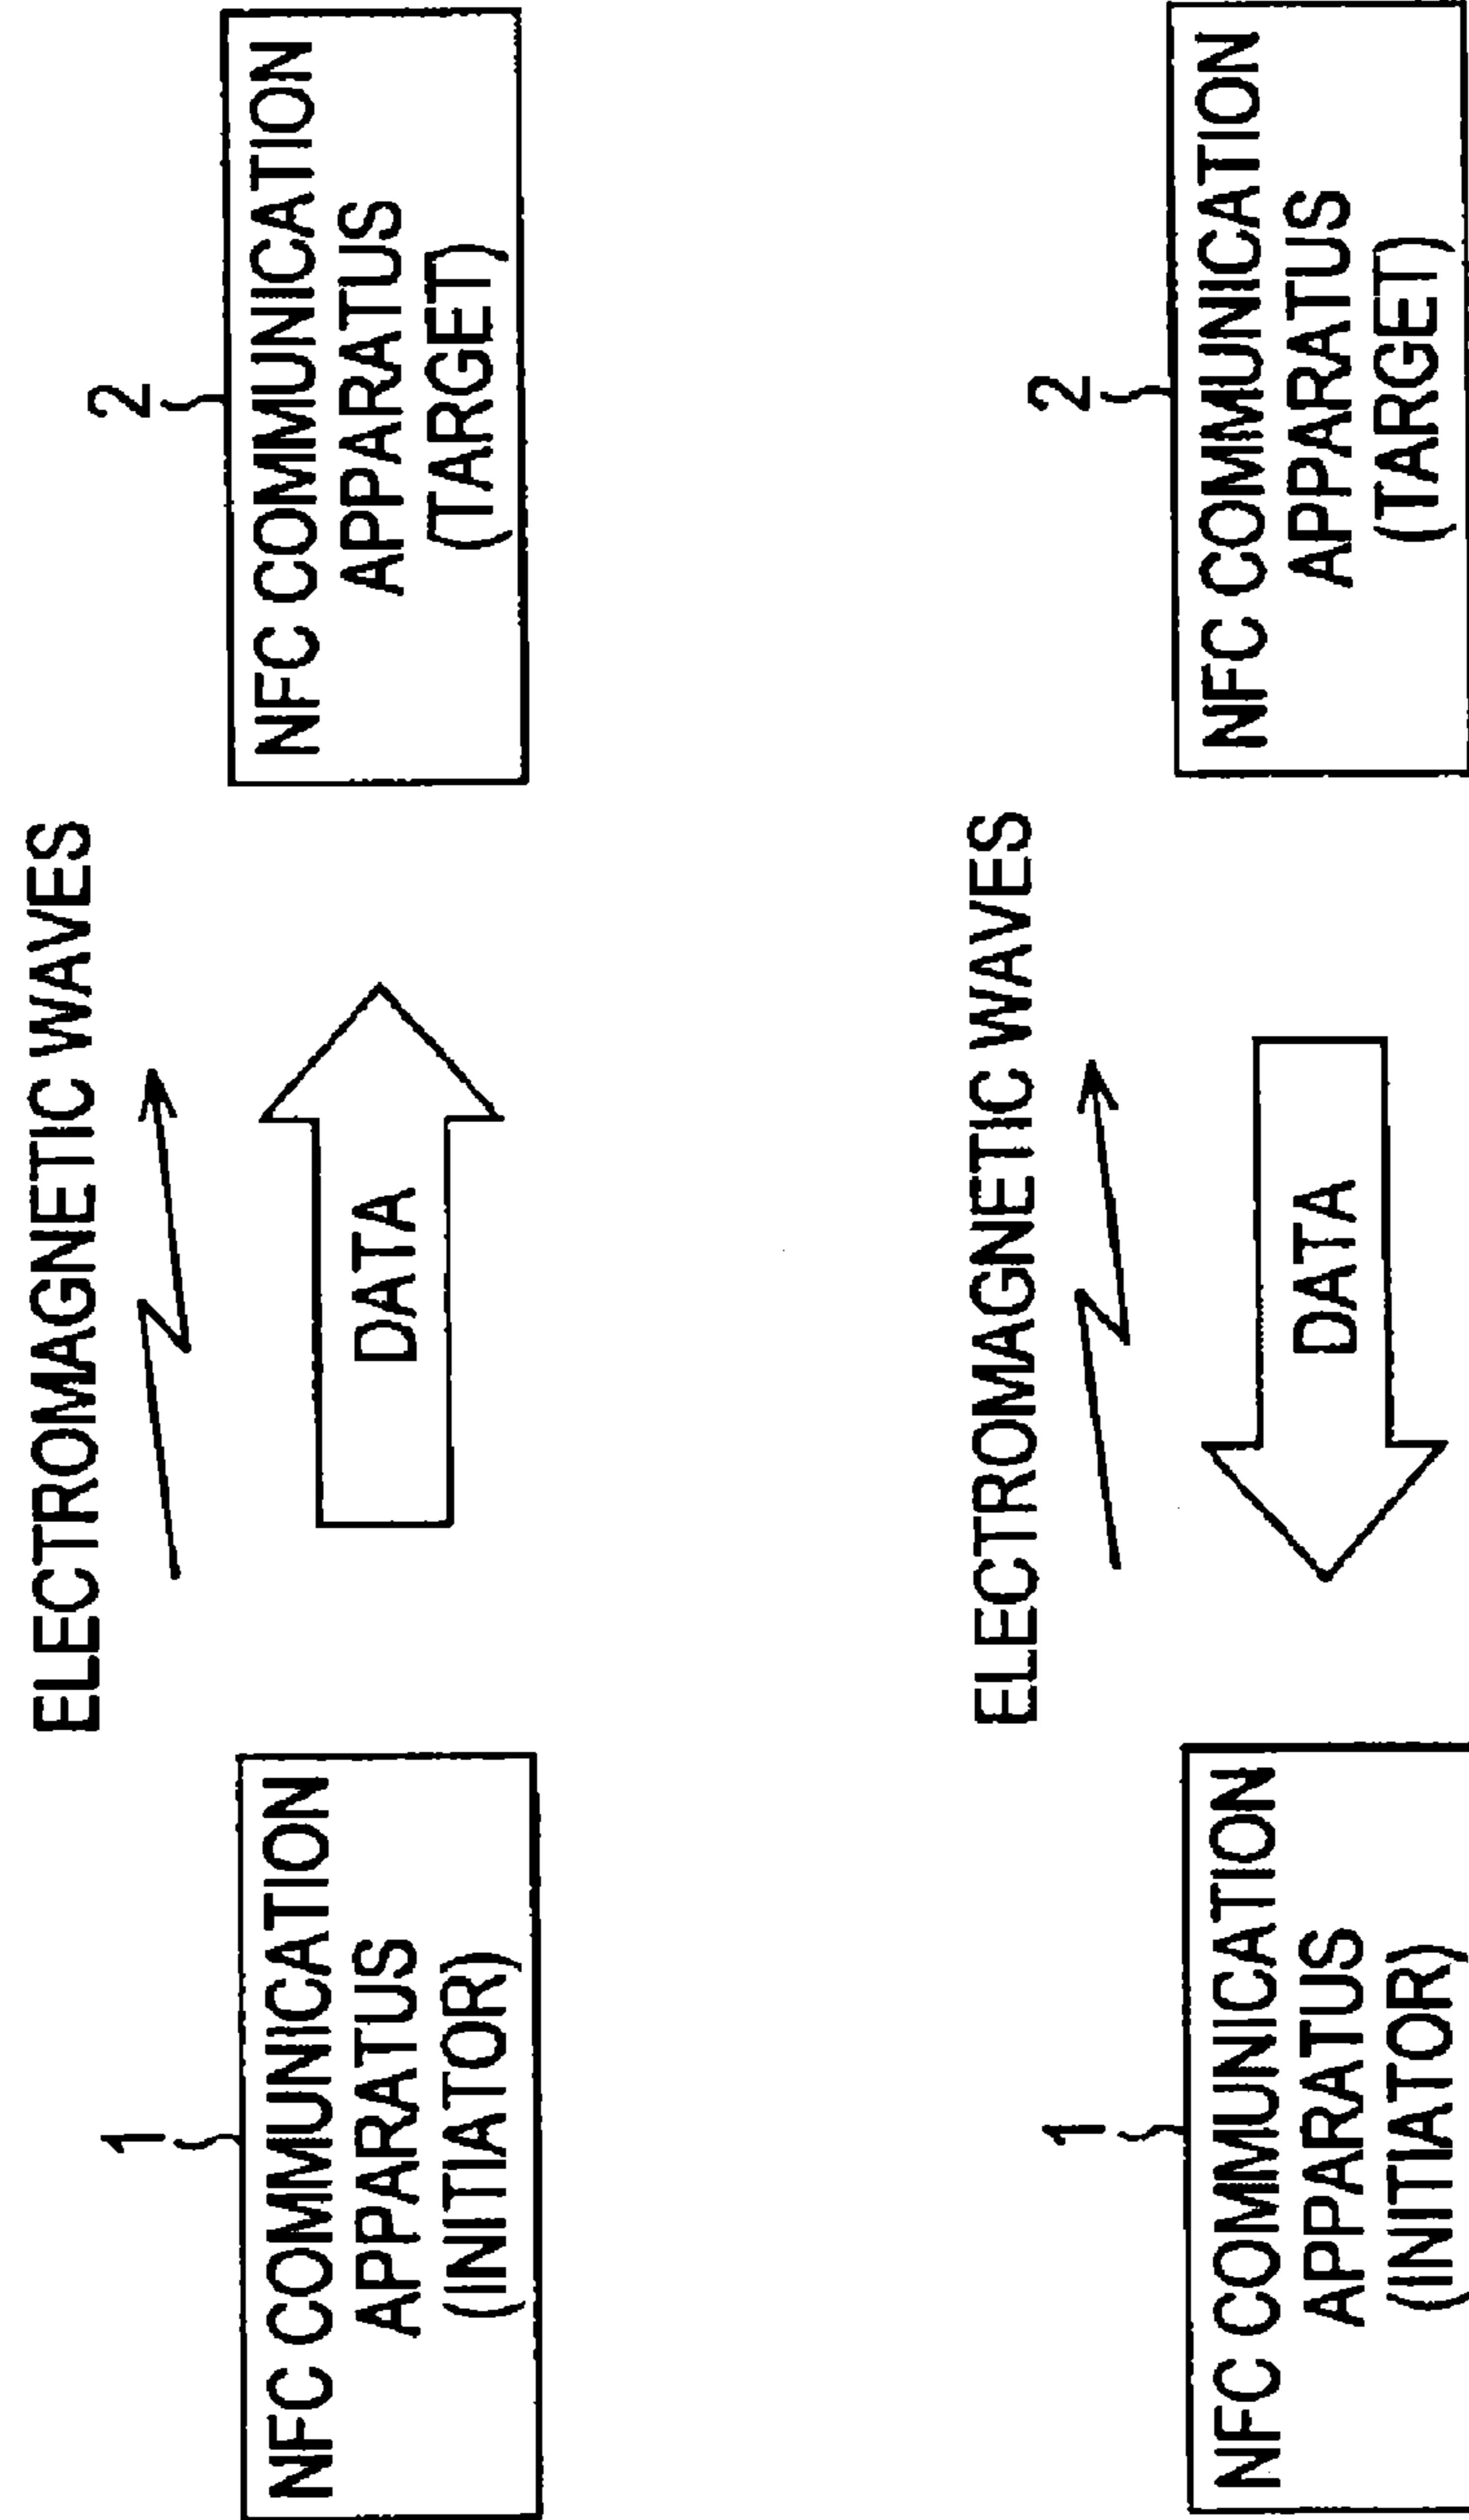 1
NFC COMMUNICATION
APPARATUS
(INITIATOR)
ELECTROMAGNETIC WAVES
DATA
2
NFC COMMUNICATION
APPARATUS
(TARGET)
1
NFC COMMUNICATION
APPARATUS
(INITIATOR)
ELECTROMAGNETIC WAVES
DATA
2
NFC COMMUNICATION
APPARATUS
(TARGET)